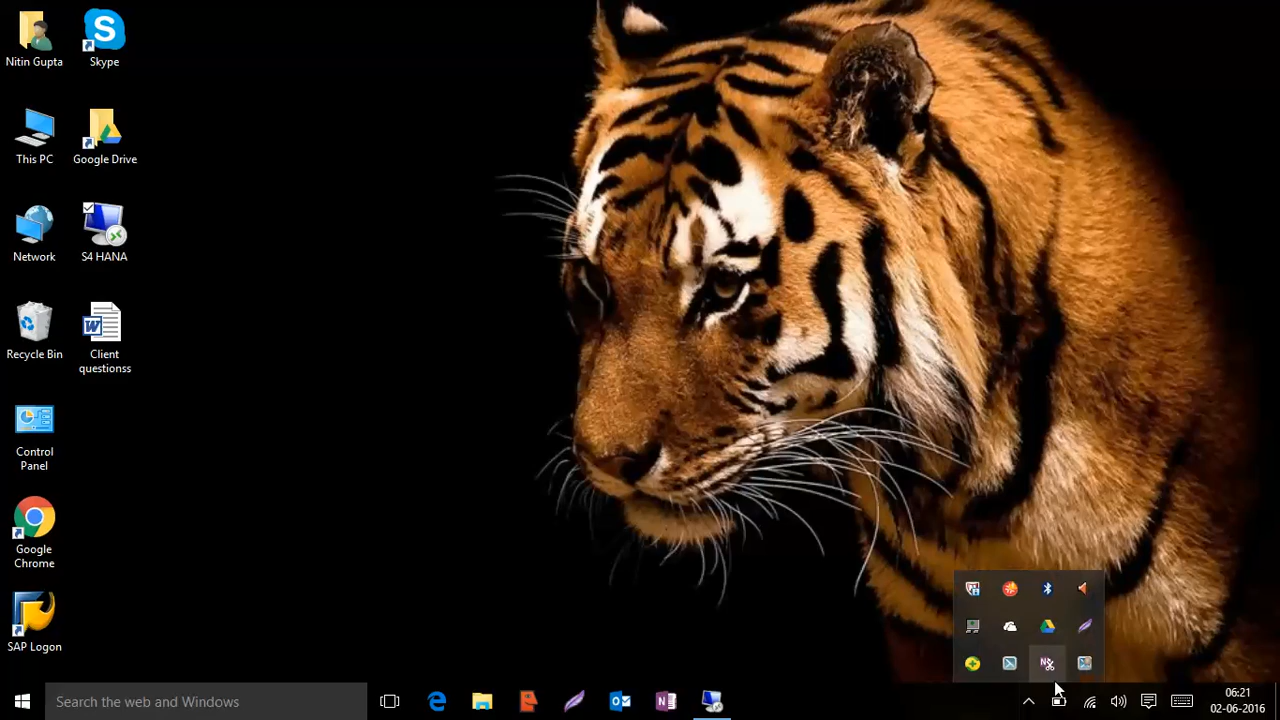 Nitin Gupta
Skype
This PC
Google Drive
Network
S4 HANA
Recycle Bin
Client
questionss
Control
Panel
Google
Chrome
SAP Logon
Search the web and Windows
06:21
02-06-2016